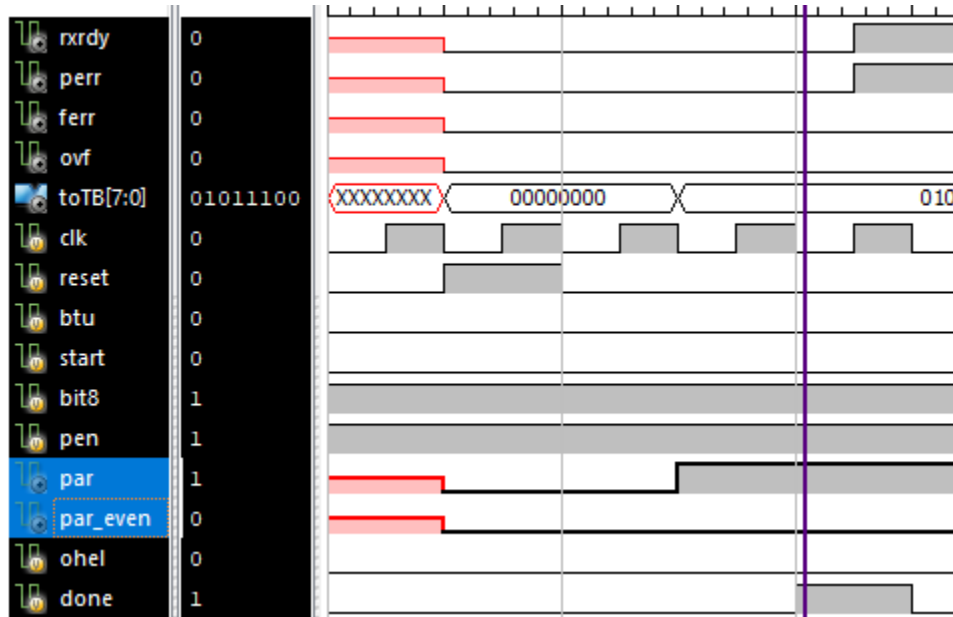 rxrdy 0
perr 0
ferr 0
ovf 0
toTB[7:0] 01011100 XXXXXXXX 00000000 010
clk 0
reset 0
btu 0
start 0
bit8 1
pen 1
par 1
par_even 0
ohel 0
done 1